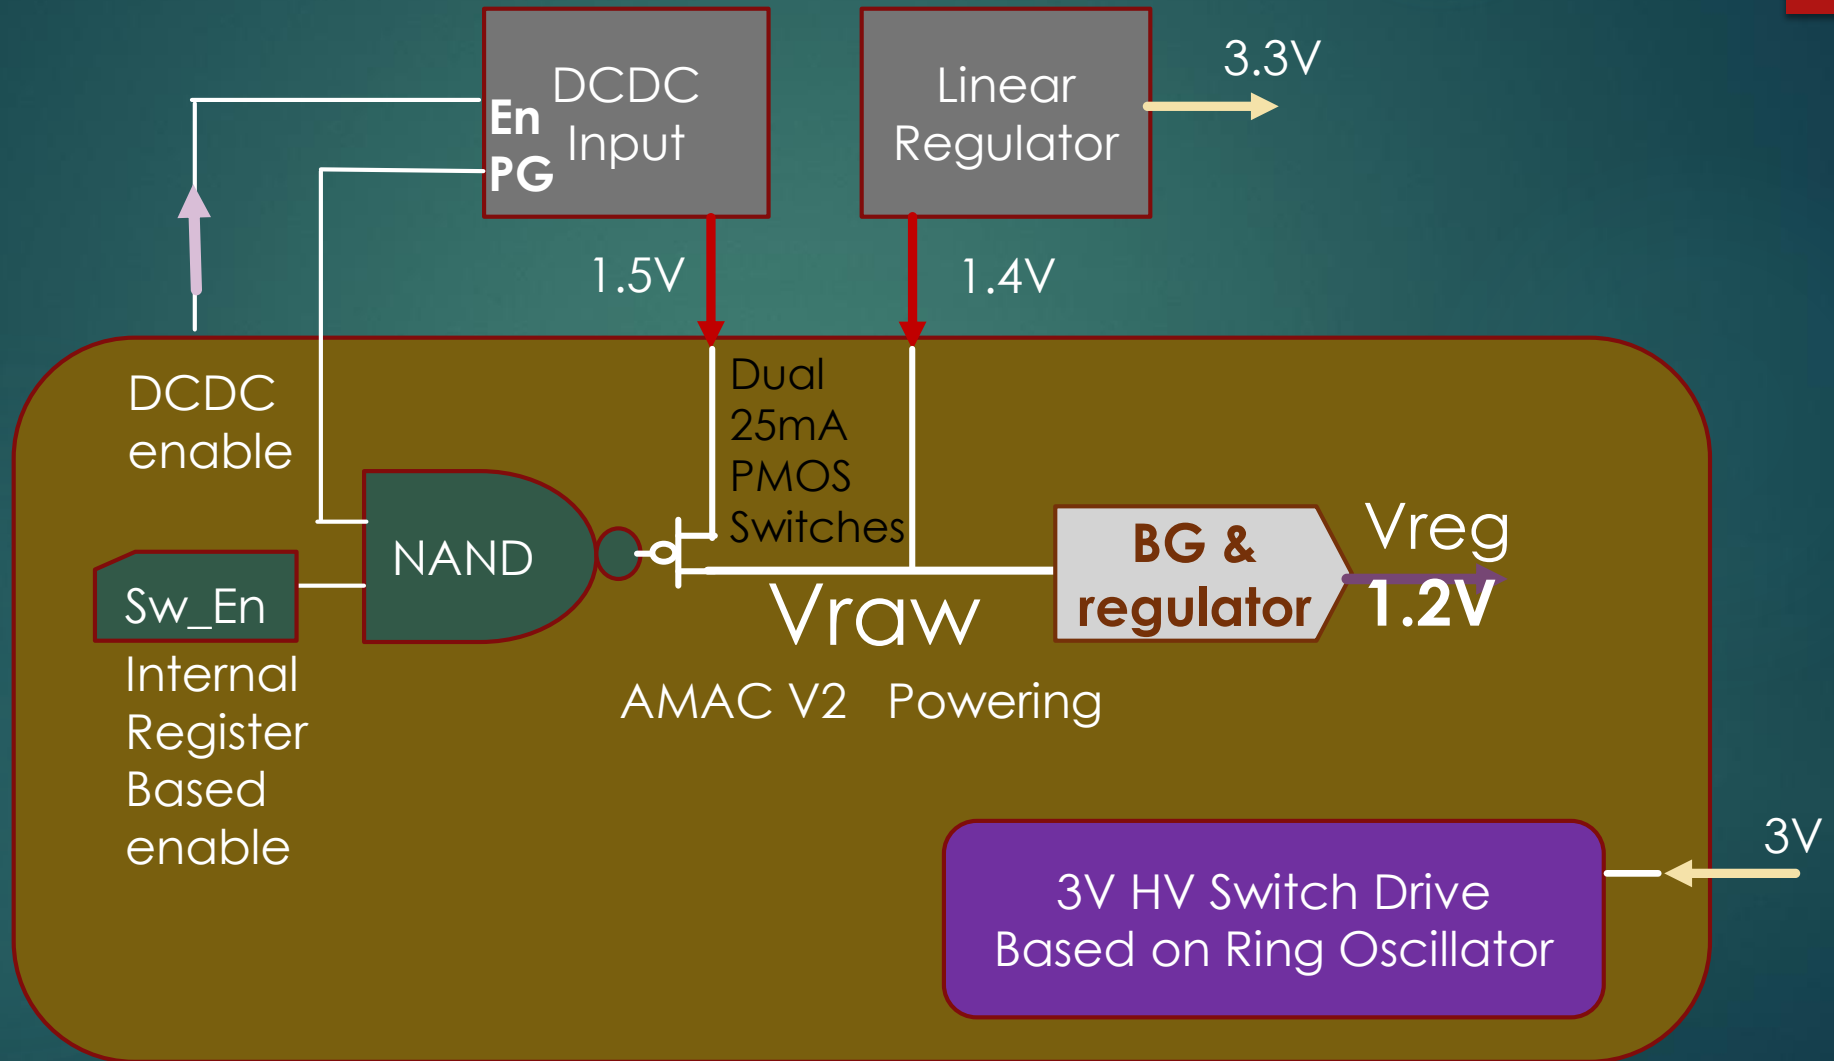 DCDC
Input
En
PG
Linear
Regulator
3.3V
1.5V
1.4V
DCDC
enable
Dual
25mA
PMOS
Switches
NAND
Sw_En
Internal
Register
Based
enable
Vraw
BG &
regulator
Vreg
1.2V
AMAC V2 Powering
3V HV Switch Drive
Based on Ring Oscillator
3V